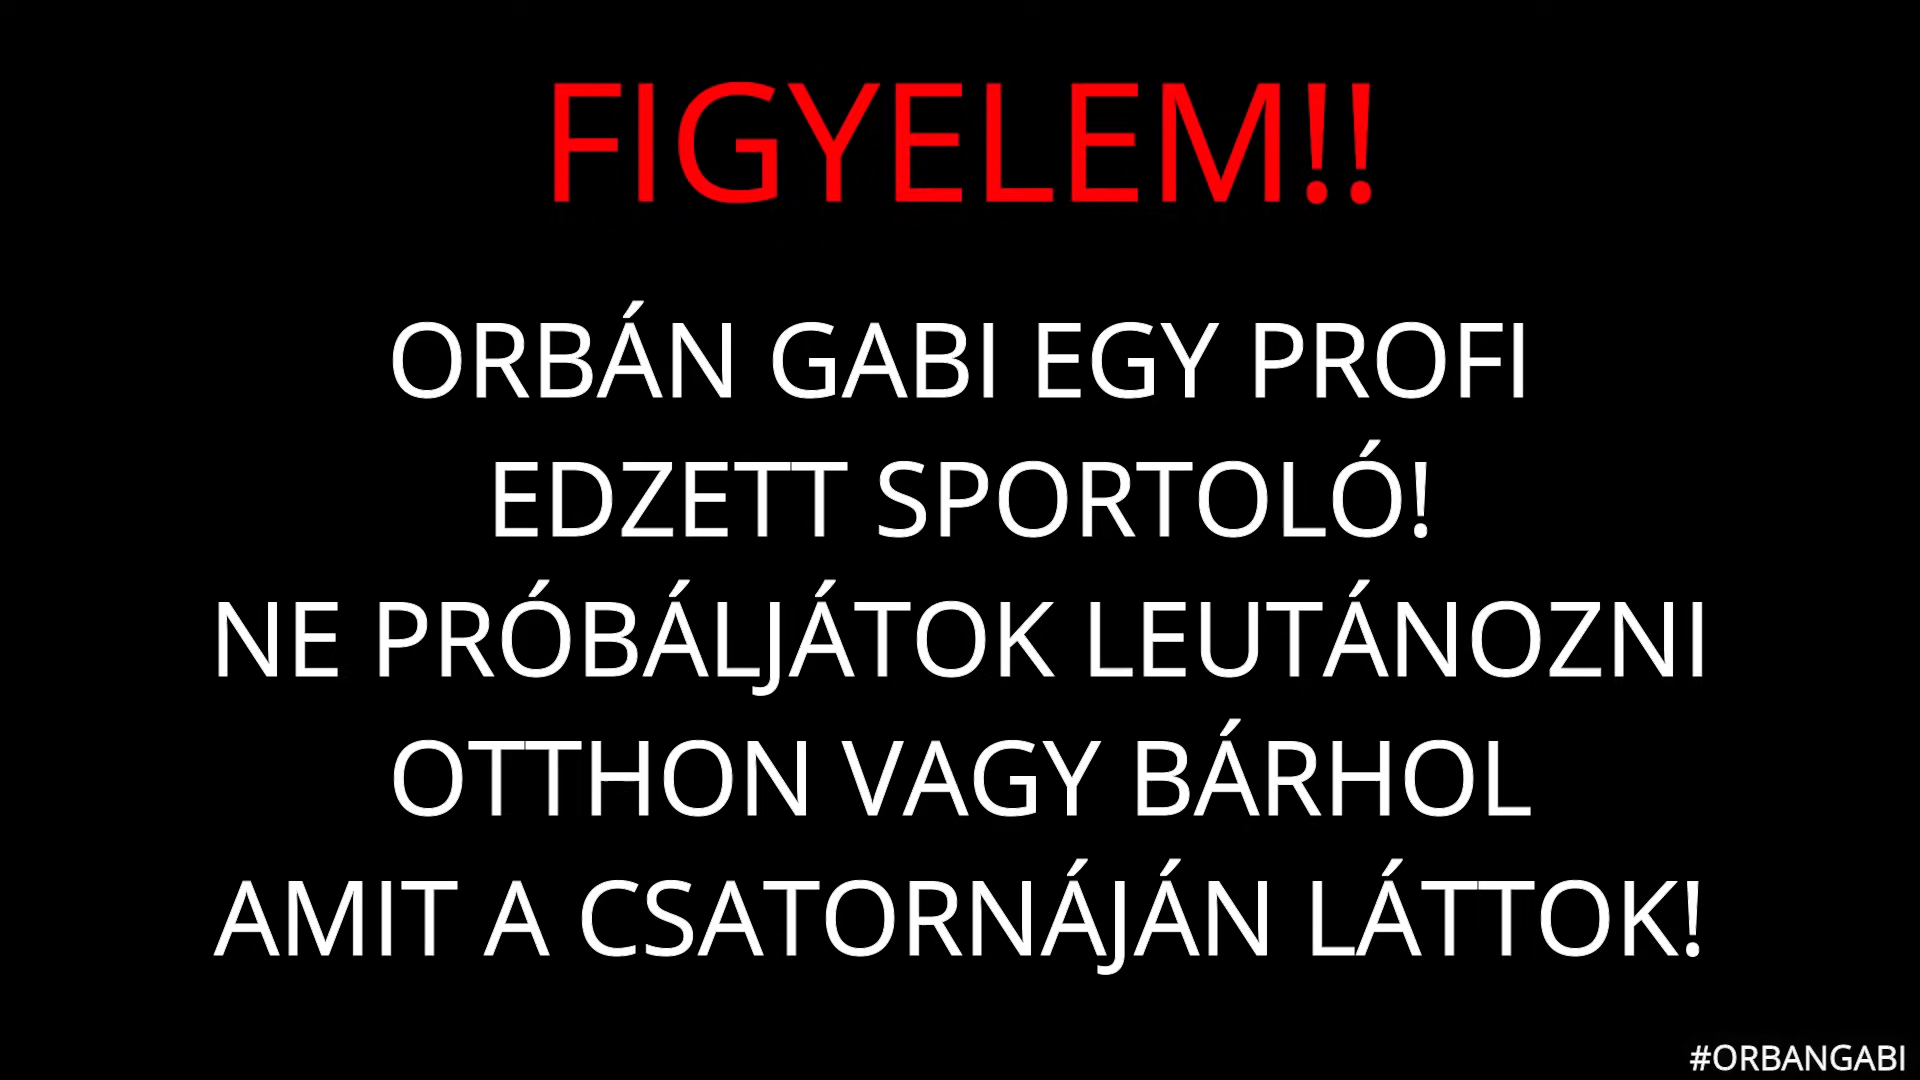 FIGYELEM!!
ORBÁN GABI EGY PROFI
EDZETT SPORTOLÓ!
NE PRÓBÁLJÁTOK LEUTÁNOZNI
OTTHON VAGY BÁRHOL
AMIT A CSATORNÁJÁN LÁTTOK!
#ORBANGABI